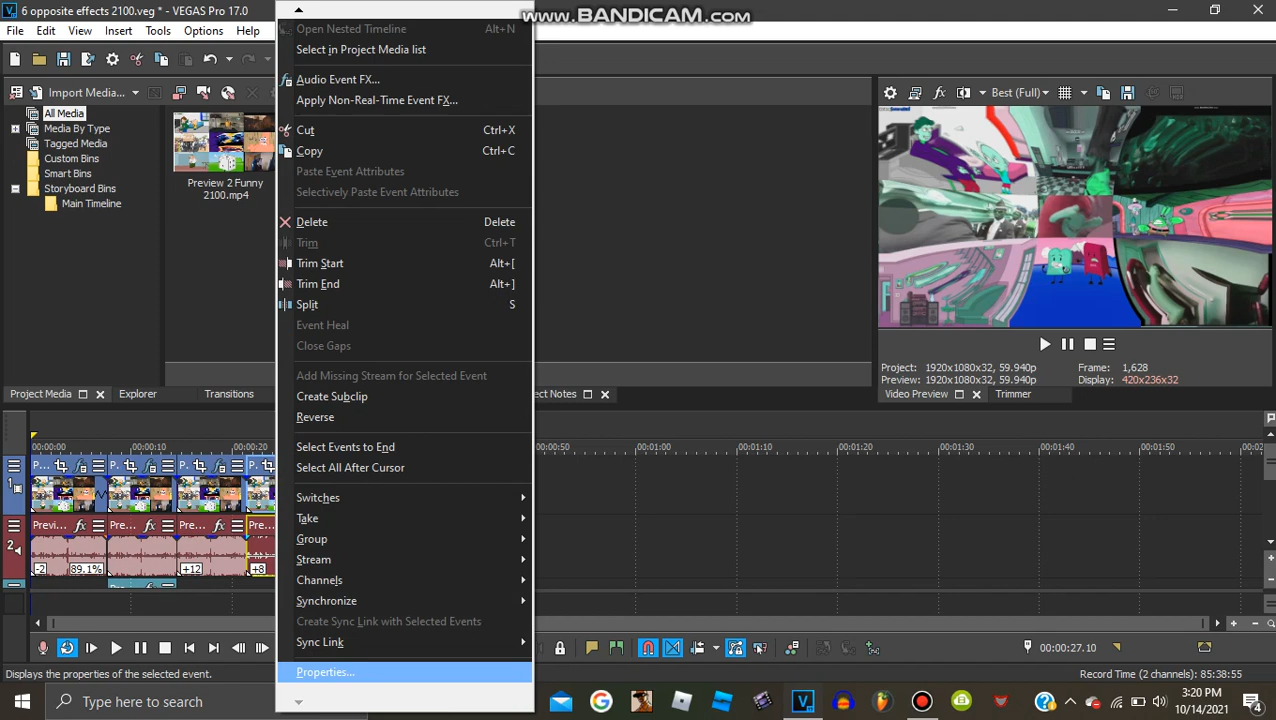 6 opposite effects 2100.veg * - VEGAS Pro 17.0
www.BANDICAM.com
File Edit View Insert Tools Options Help
Import Media...
All Media
Media By Type
Tagged Media
Custom Bins
Smart Bins
Storyboard Bins
Main Timeline
Preview 2 Funny
2100.mp4
Open Nested Timeline Alt+N
Select in Project Media list
Audio Event FX...
Apply Non-Real-Time Event FX...
Cut Ctrl+X
Copy Ctrl+C
Paste Event Attributes
Selectively Paste Event Attributes
Delete Delete
Trim Ctrl+T
Trim Start Alt+[
Trim End Alt+]
Split S
Event Heal
Close Gaps
Add Missing Stream for Selected Event
Create Subclip
Reverse
Select Events to End
Select All After Cursor
Switches
Take
Group
Stream
Channels
Synchronize
Create Sync Link with Selected Events
Sync Link
Properties...
Best (Full)
Project: 1920x1080x32, 59.940p Frame: 1,628
Preview: 1920x1080x32, 59.940p Display: 420x236x32
Video Preview Trimmer
Project Media Explorer Transitions
ect Notes
00:00:00 00:00:10 00:00:20 00:00:50 00:01:00 00:01:10 00:01:20 00:01:30 00:01:40 00:01:50 00:02
1 P... P. P. P.
2 Previ... Pre... Pre... Pre...
-2 89.1% +12 +8
00:00:27.10
Displays the properties of the selected event.
Record Time (2 channels): 85:38:55
Type here to search
3:20 PM
10/14/2021
4